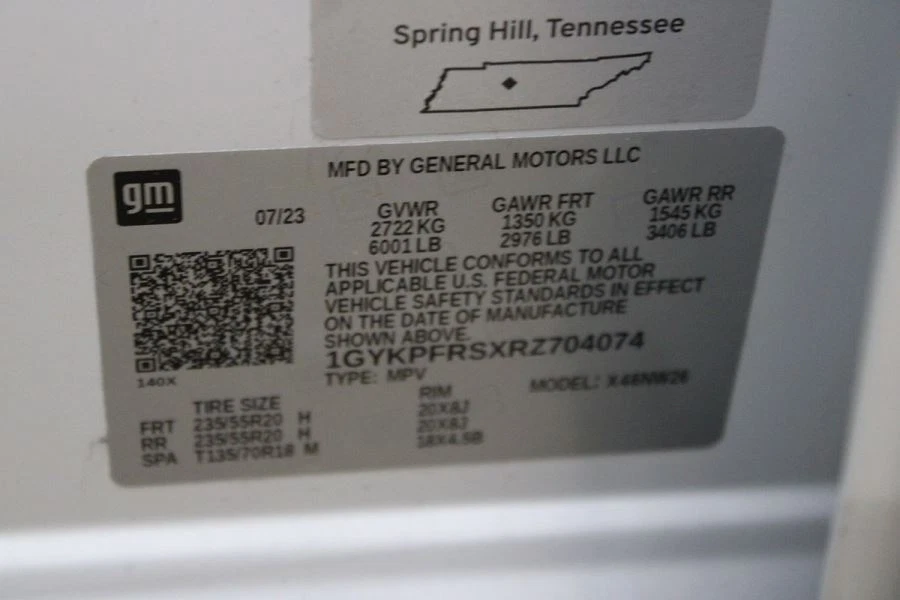 Spring Hill, Tennessee
gm
MFD BY GENERAL MOTORS LLC
07/23
GVWR GAWR FRT GAWR RR
2722 KG 1350 KG 1545 KG
6001 LB 2976 LB 3406 LB
THIS VEHICLE CONFORMS TO ALL
APPLICABLE U.S. FEDERAL MOTOR
VEHICLE SAFETY STANDARDS IN EFFECT
ON THE DATE OF MANUFACTURE
SHOWN ABOVE.
1GYKPFRSXRZ704074
140X
TYPE: MPV MODEL: X46NW26
TIRE SIZE RIM
FRT 235/55R20 H 20X8J
RR 235/55R20 H 20X8J
SPA T135/70R18 M 18X4.5B